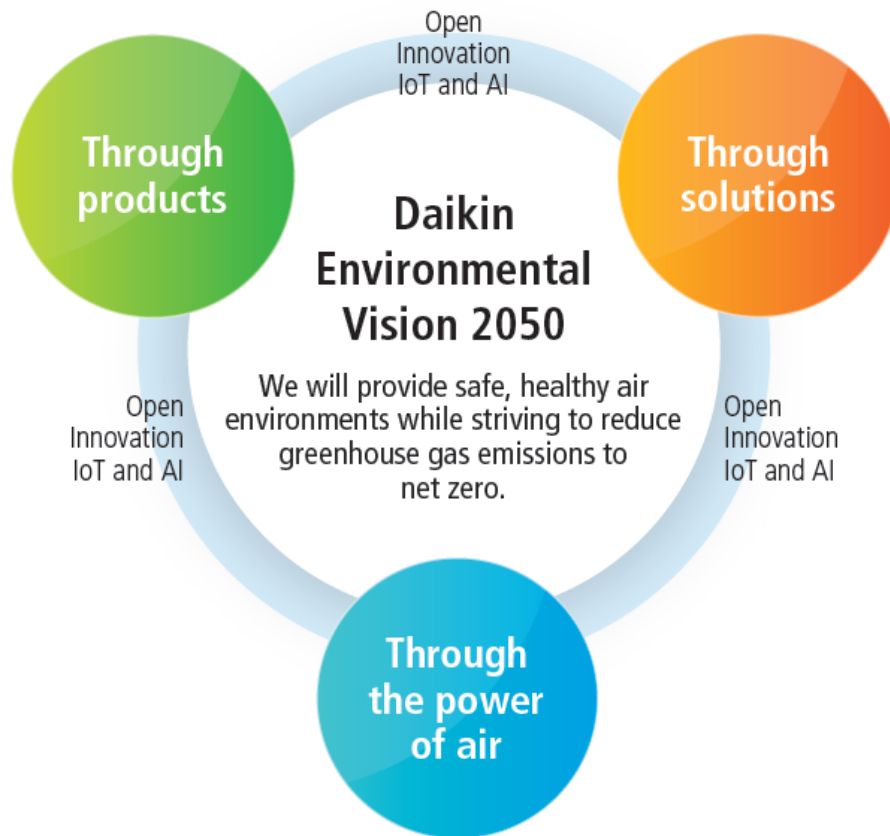 Open
Innovation
IoT and AI
Through
products
Through
solutions
Daikin
Environmental
Vision 2050
We will provide safe, healthy air
environments while striving to reduce
greenhouse gas emissions to
net zero.
Open
Innovation
IoT and AI
Open
Innovation
IoT and AI
Through
the power
of air